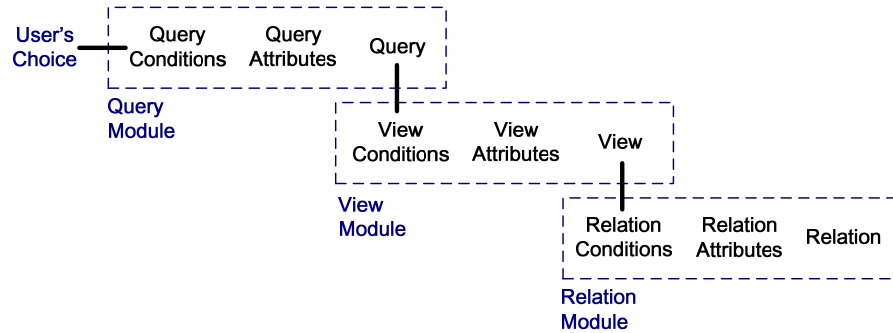 User's
Choice
Query
Conditions
Query
Attributes
Query
Query
Module
View
Conditions
View
Attributes
View
View
Module
Relation
Conditions
Relation
Attributes
Relation
Relation
Module